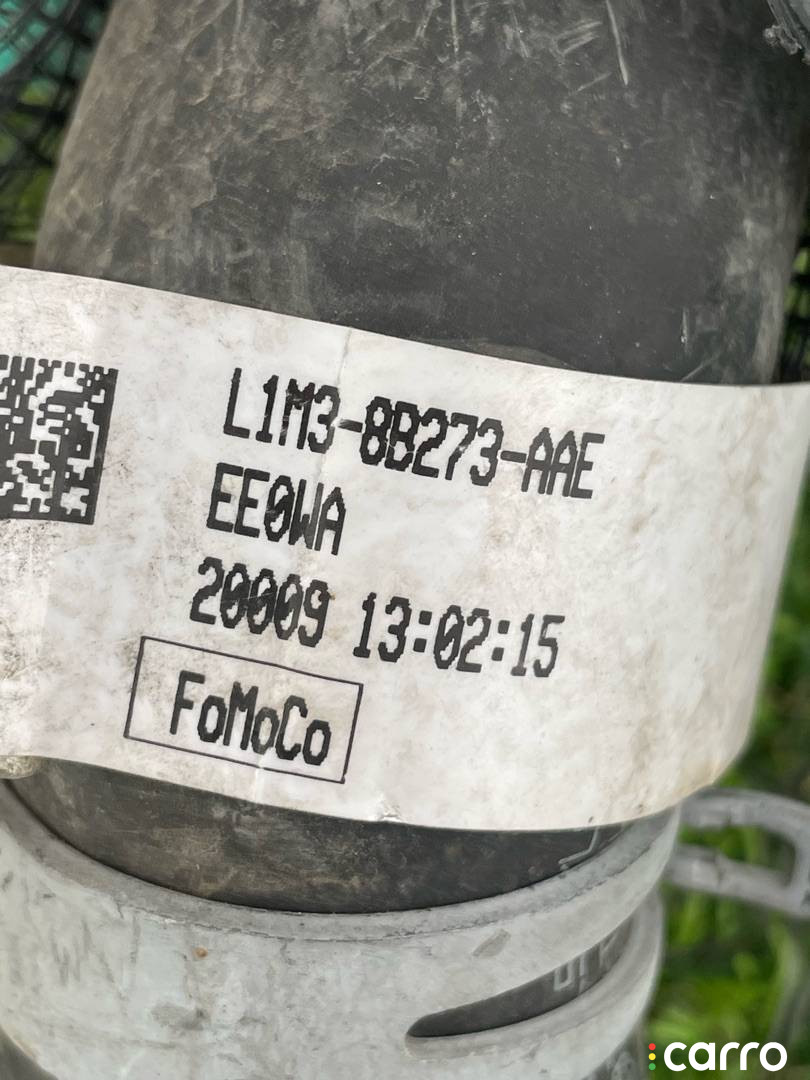 L1M3-8B273-AAE
EE0WA
20009 13:02:15
FoMoCo
carro